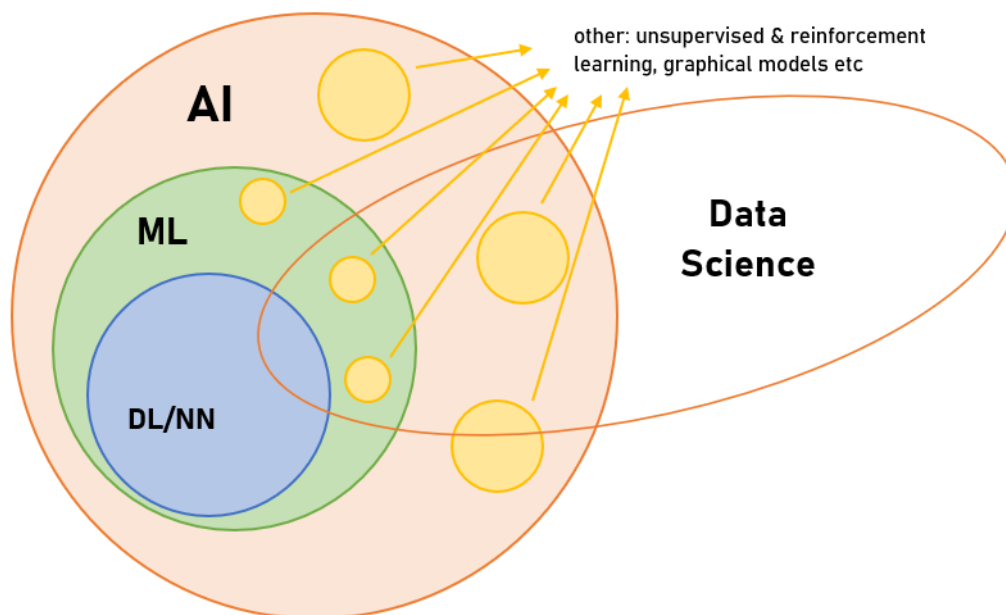 other: unsupervised & reinforcement
learning, graphical models etc
AI
ML
Data
Science
DL/NN